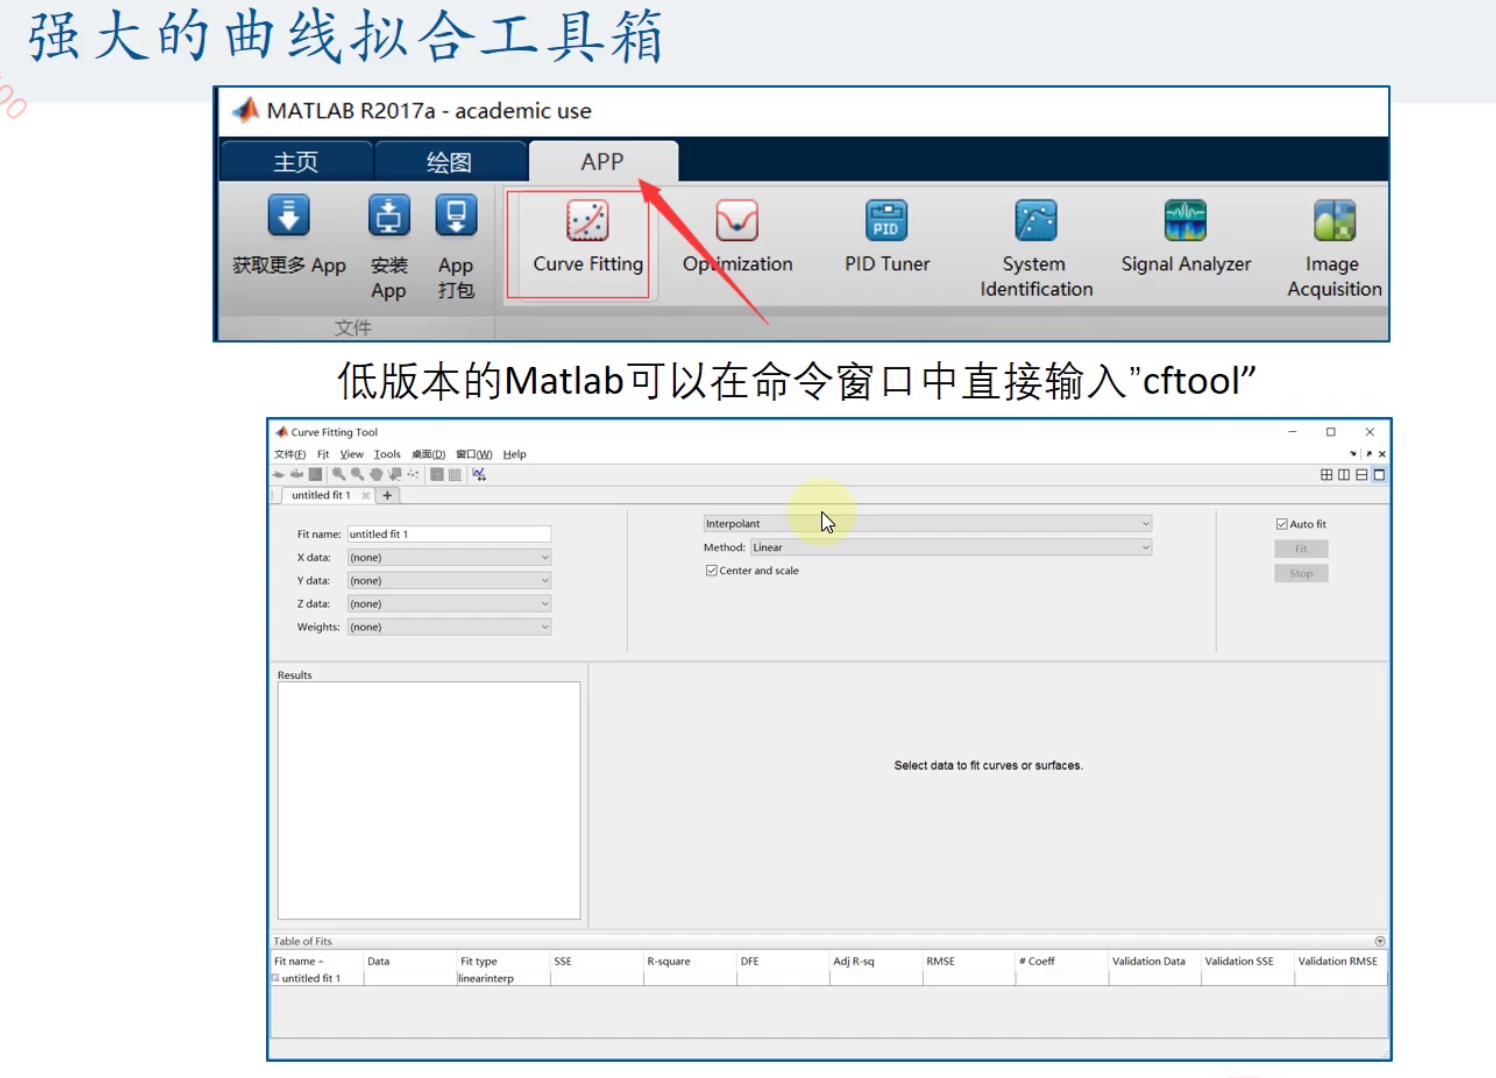 强大的曲线拟合工具箱
00
MATLAB R2017a - academic use
主页 绘图 APP
获取更多 App 安装 App App 打包 Curve Fitting Optimization PID PID Tuner System Identification Signal Analyzer Image Acquisition
文件
低版本的Matlab可以在命令窗口中直接输入”cftool”
Curve Fitting Tool
文件(F) Fit View Tools 桌面(D) 窗口(W) Help
untitled fit 1
Fit name: untitled fit 1
X data: (none)
Y data: (none)
Z data: (none)
Weights: (none)
Interpolant
Method: Linear
Center and scale
Auto fit
Fit
Stop
Results
Select data to fit curves or surfaces.
Table of Fits
Fit name Data Fit type SSE R-square DFE Adj R-sq RMSE # Coeff Validation Data Validation SSE Validation RMSE
untitled fit 1 linearinterp